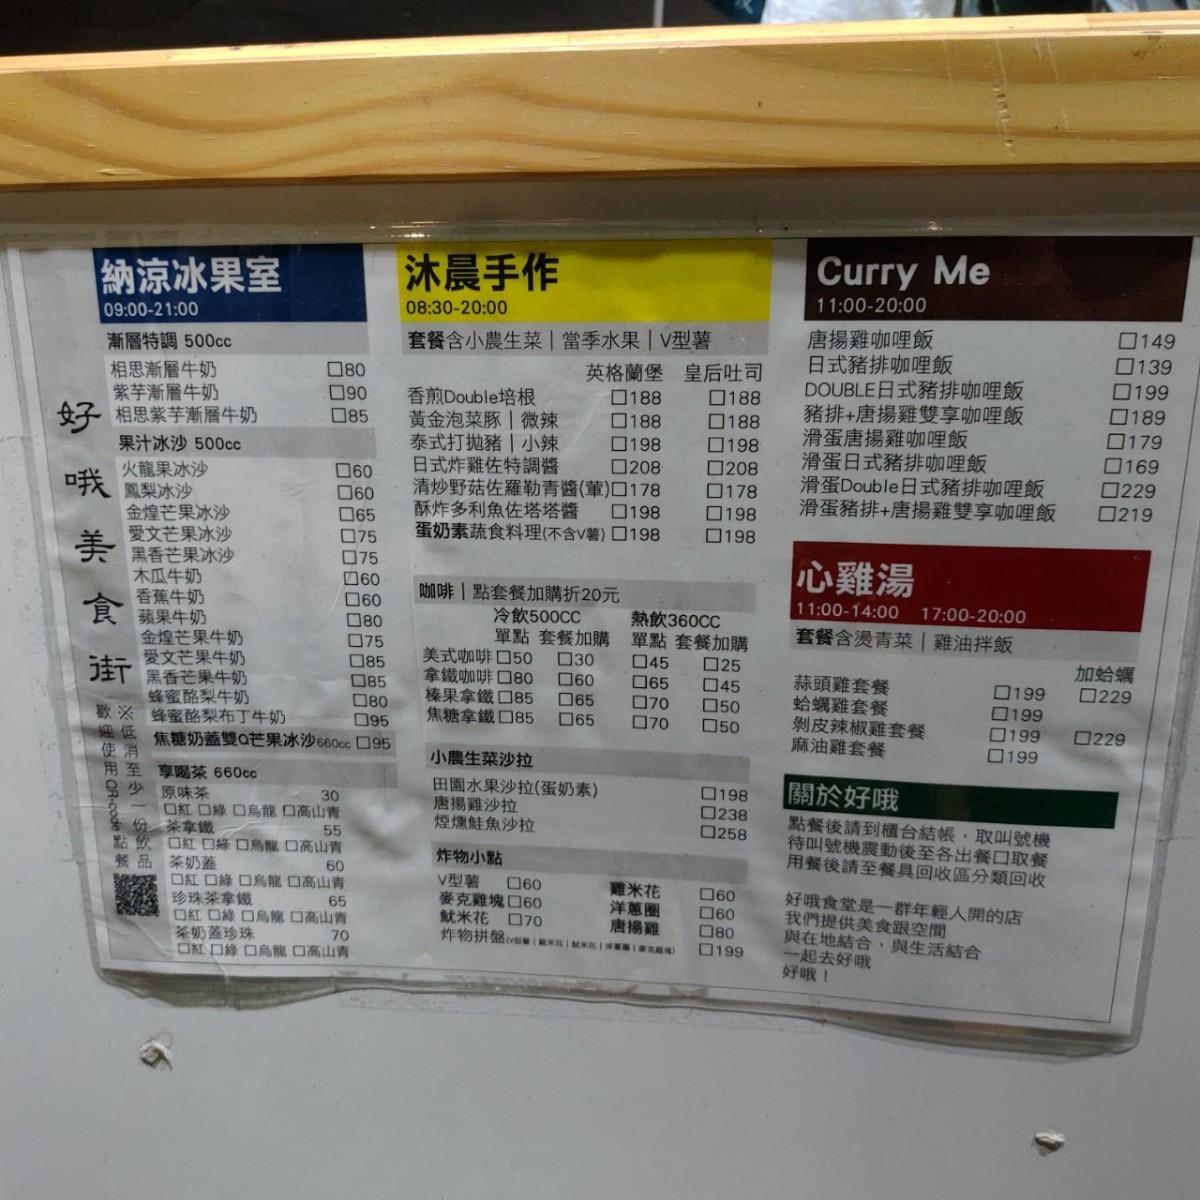 好哦美食街
※低消至少一份飲品
歡迎使用QR-code點餐
納涼冰果室
09:00-21:00
漸層特調 500cc
相思漸層牛奶 □80
紫芋漸層牛奶 □90
相思紫芋漸層牛奶 □85
果汁冰沙 500cc
火龍果冰沙 □60
鳳梨冰沙 □60
金煌芒果冰沙 □65
愛文芒果冰沙 □75
黑香芒果冰沙 □75
木瓜牛奶 □60
香蕉牛奶 □60
蘋果牛奶 □80
金煌芒果牛奶 □75
愛文芒果牛奶 □85
黑香芒果牛奶 □85
蜂蜜酪梨牛奶 □80
蜂蜜酪梨布丁牛奶 □95
焦糖奶蓋雙Q芒果冰沙660cc □95
享喝茶 660cc
原味茶 30
□紅 □綠 □烏龍 □高山青
茶拿鐵 55
□紅 □綠 □烏龍 □高山青
茶奶蓋 60
□紅 □綠 □烏龍 □高山青
珍珠茶拿鐵 65
□紅 □綠 □烏龍 □高山青
茶奶蓋珍珠 70
□紅 □綠 □烏龍 □高山青
沐晨手作
08:30-20:00
套餐含小農生菜｜當季水果｜V型薯
英格蘭堡 皇后吐司
香煎Double培根 □188 □188
黃金泡菜豚｜微辣 □188 □188
泰式打拋豬｜小辣 □198 □198
日式炸雞佐特調醬 □208 □208
清炒野菇佐羅勒青醬(葷) □178 □178
酥炸多利魚佐塔塔醬 □198 □198
蛋奶素蔬食料理(不含V薯) □198 □198
咖啡｜點套餐加購折20元
冷飲500CC 熱飲360CC
單點 套餐加購 單點 套餐加購
美式咖啡 □50 □30 □45 □25
拿鐵咖啡 □80 □60 □65 □45
榛果拿鐵 □85 □65 □70 □50
焦糖拿鐵 □85 □65 □70 □50
小農生菜沙拉
田園水果沙拉(蛋奶素) □198
唐揚雞沙拉 □238
煙燻鮭魚沙拉 □258
炸物小點
V型薯 □60 雞米花 □60
麥克雞塊 □60 洋蔥圈 □60
魷米花 □70 唐揚雞 □80
炸物拼盤(V型薯｜雞米花｜魷米花｜洋蔥圈｜麥克雞塊) □199
Curry Me
11:00-20:00
唐揚雞咖哩飯 □149
日式豬排咖哩飯 □139
DOUBLE日式豬排咖哩飯 □199
豬排+唐揚雞雙享咖哩飯 □189
滑蛋唐揚雞咖哩飯 □179
滑蛋日式豬排咖哩飯 □169
滑蛋Double日式豬排咖哩飯 □229
滑蛋豬排+唐揚雞雙享咖哩飯 □219
心雞湯
11:00-14:00 17:00-20:00
套餐含燙青菜｜雞油拌飯
加蛤蠣
蒜頭雞套餐 □199 □229
蛤蠣雞套餐 □199
剝皮辣椒雞套餐 □199 □229
麻油雞套餐 □199
關於好哦
點餐後請到櫃台結帳，取叫號機
待叫號機震動後至各出餐口取餐
用餐後請至餐具回收區分類回收
好哦食堂是一群年輕人開的店
我們提供美食跟空間
與在地結合，與生活結合
一起去好哦
好哦！